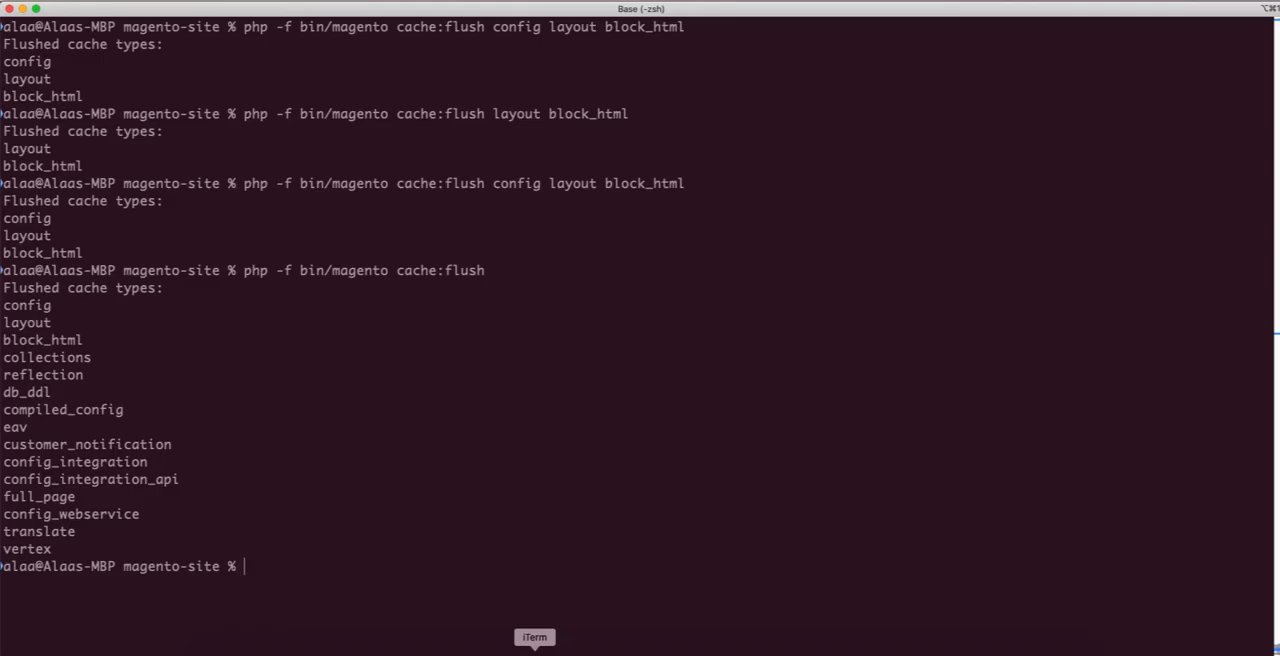 Base (-zsh)
alaa@Alaas-MBP magento-site % php -f bin/magento cache:flush config layout block_html
Flushed cache types:
config
layout
block_html
alaa@Alaas-MBP magento-site % php -f bin/magento cache:flush layout block_html
Flushed cache types:
layout
block_html
alaa@Alaas-MBP magento-site % php -f bin/magento cache:flush config layout block_html
Flushed cache types:
config
layout
block_html
alaa@Alaas-MBP magento-site % php -f bin/magento cache:flush
Flushed cache types:
config
layout
block_html
collections
reflection
db_ddl
compiled_config
eav
customer_notification
config_integration
config_integration_api
full_page
config_webservice
translate
vertex
alaa@Alaas-MBP magento-site %
iTerm